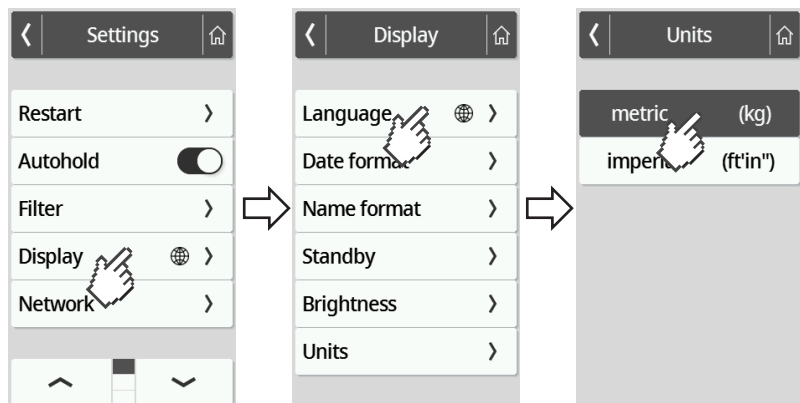 Settings
Restart
Autohold
Filter
Display
Network
Display
Language
Date format
Name format
Standby
Brightness
Units
Units
metric (kg)
imperial (ft'in")